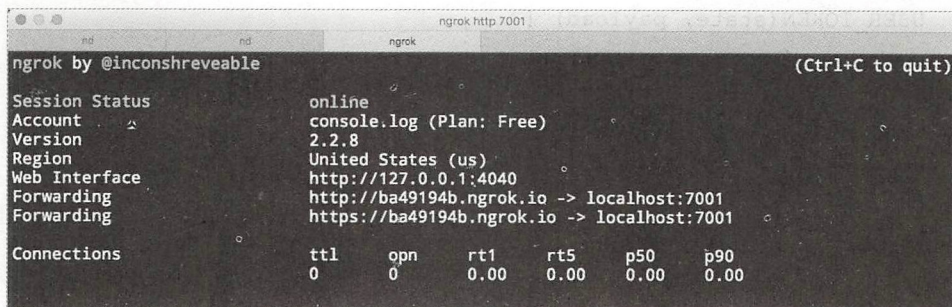 ngrok http 7001
nd nd ngrok
ngrok by @inconshreveable (Ctrl+C to quit)
Session Status online
Account console.log (Plan: Free)
Version 2.2.8
Region United States (us)
Web Interface http://127.0.0.1:4040
Forwarding http://ba49194b.ngrok.io -> localhost:7001
Forwarding https://ba49194b.ngrok.io -> localhost:7001
Connections ttl opn rt1 rt5 p50 p90
0 0 0.00 0.00 0.00 0.00